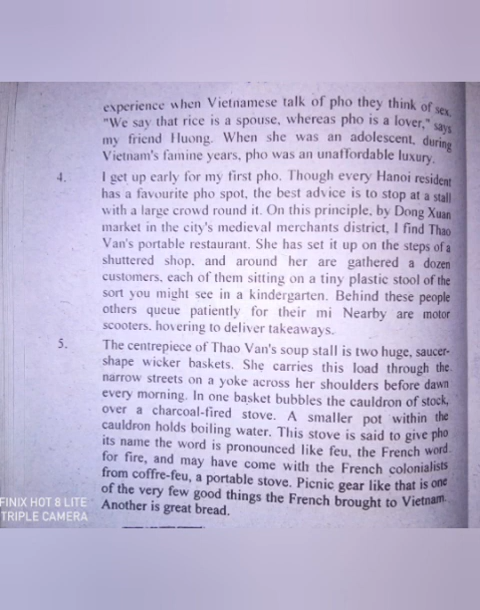 experience when Vietnamese talk of pho they think of sex.
"We say that rice is a spouse, whereas pho is a lover," says
my friend Huong. When she was an adolescent, during
Vietnam's famine years, pho was an unaffordable luxury.
4. I get up early for my first pho. Though every Hanoi resident
has a favourite pho spot, the best advice is to stop at a stall
with a large crowd round it. On this principle, by Dong Xuan
market in the city's medieval merchants district, I find Thao
Van's portable restaurant. She has set it up on the steps of a
shuttered shop, and around her are gathered a dozen
customers, each of them sitting on a tiny plastic stool of the
sort you might see in a kindergarten. Behind these people
others queue patiently for their mi Nearby are motor
scooters, hovering to deliver takeaways.
5. The centrepiece of Thao Van's soup stall is two huge, saucer-
shape wicker baskets. She carries this load through the
narrow streets on a yoke across her shoulders before dawn
every morning. In one basket bubbles the cauldron of stock,
over a charcoal-fired stove. A smaller pot within the
cauldron holds boiling water. This stove is said to give pho
its name the word is pronounced like feu, the French word
for fire, and may have come with the French colonialists
from coffre-feu, a portable stove. Picnic gear like that is one
of the very few good things the French brought to Vietnam.
Another is great bread.
FINIX HOT 8 LITE
TRIPLE CAMERA